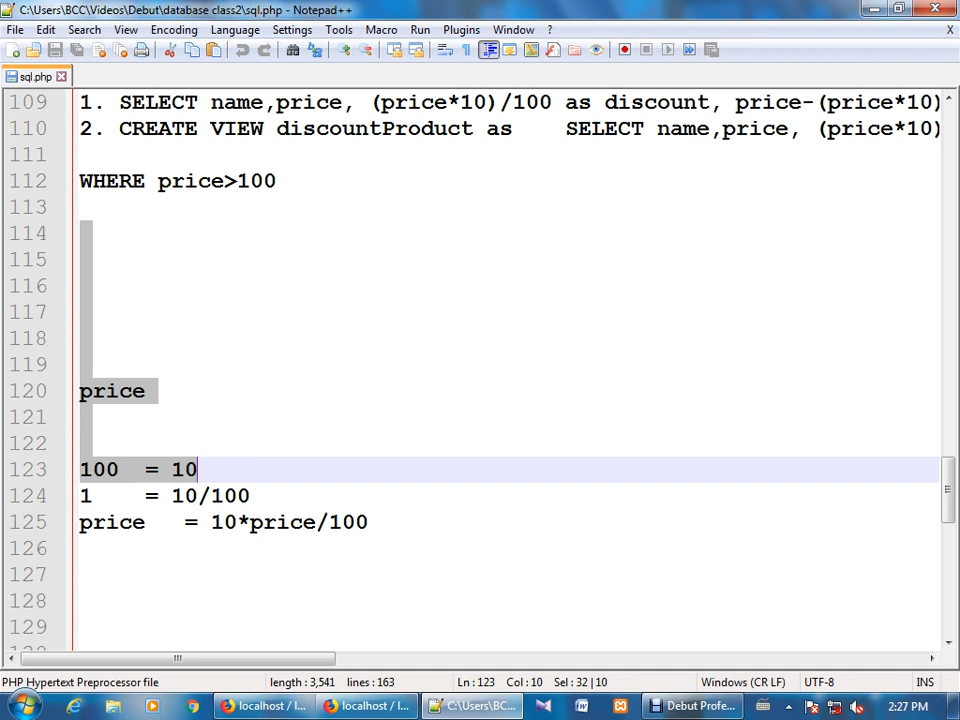 C:\Users\BCC\Videos\Debut\database class2\sql.php - Notepad++
File Edit Search View Encoding Language Settings Tools Macro Run Plugins Window ? X
sql.php
109 1. SELECT name,price, (price*10)/100 as discount, price-(price*10)
110 2. CREATE VIEW discountProduct as SELECT name,price, (price*10)
111
112 WHERE price>100
113
114
115
116
117
118
119
120 price
121
122
123 100 = 10
124 1 = 10/100
125 price = 10*price/100
126
127
128
129
PHP Hypertext Preprocessor file length : 3,541 lines : 163 Ln : 123 Col : 10 Sel : 32 | 10 Windows (CR LF) UTF-8 INS
localhost / l... localhost / l... C:\Users\BCC\... Debut Profe... 2:27 PM